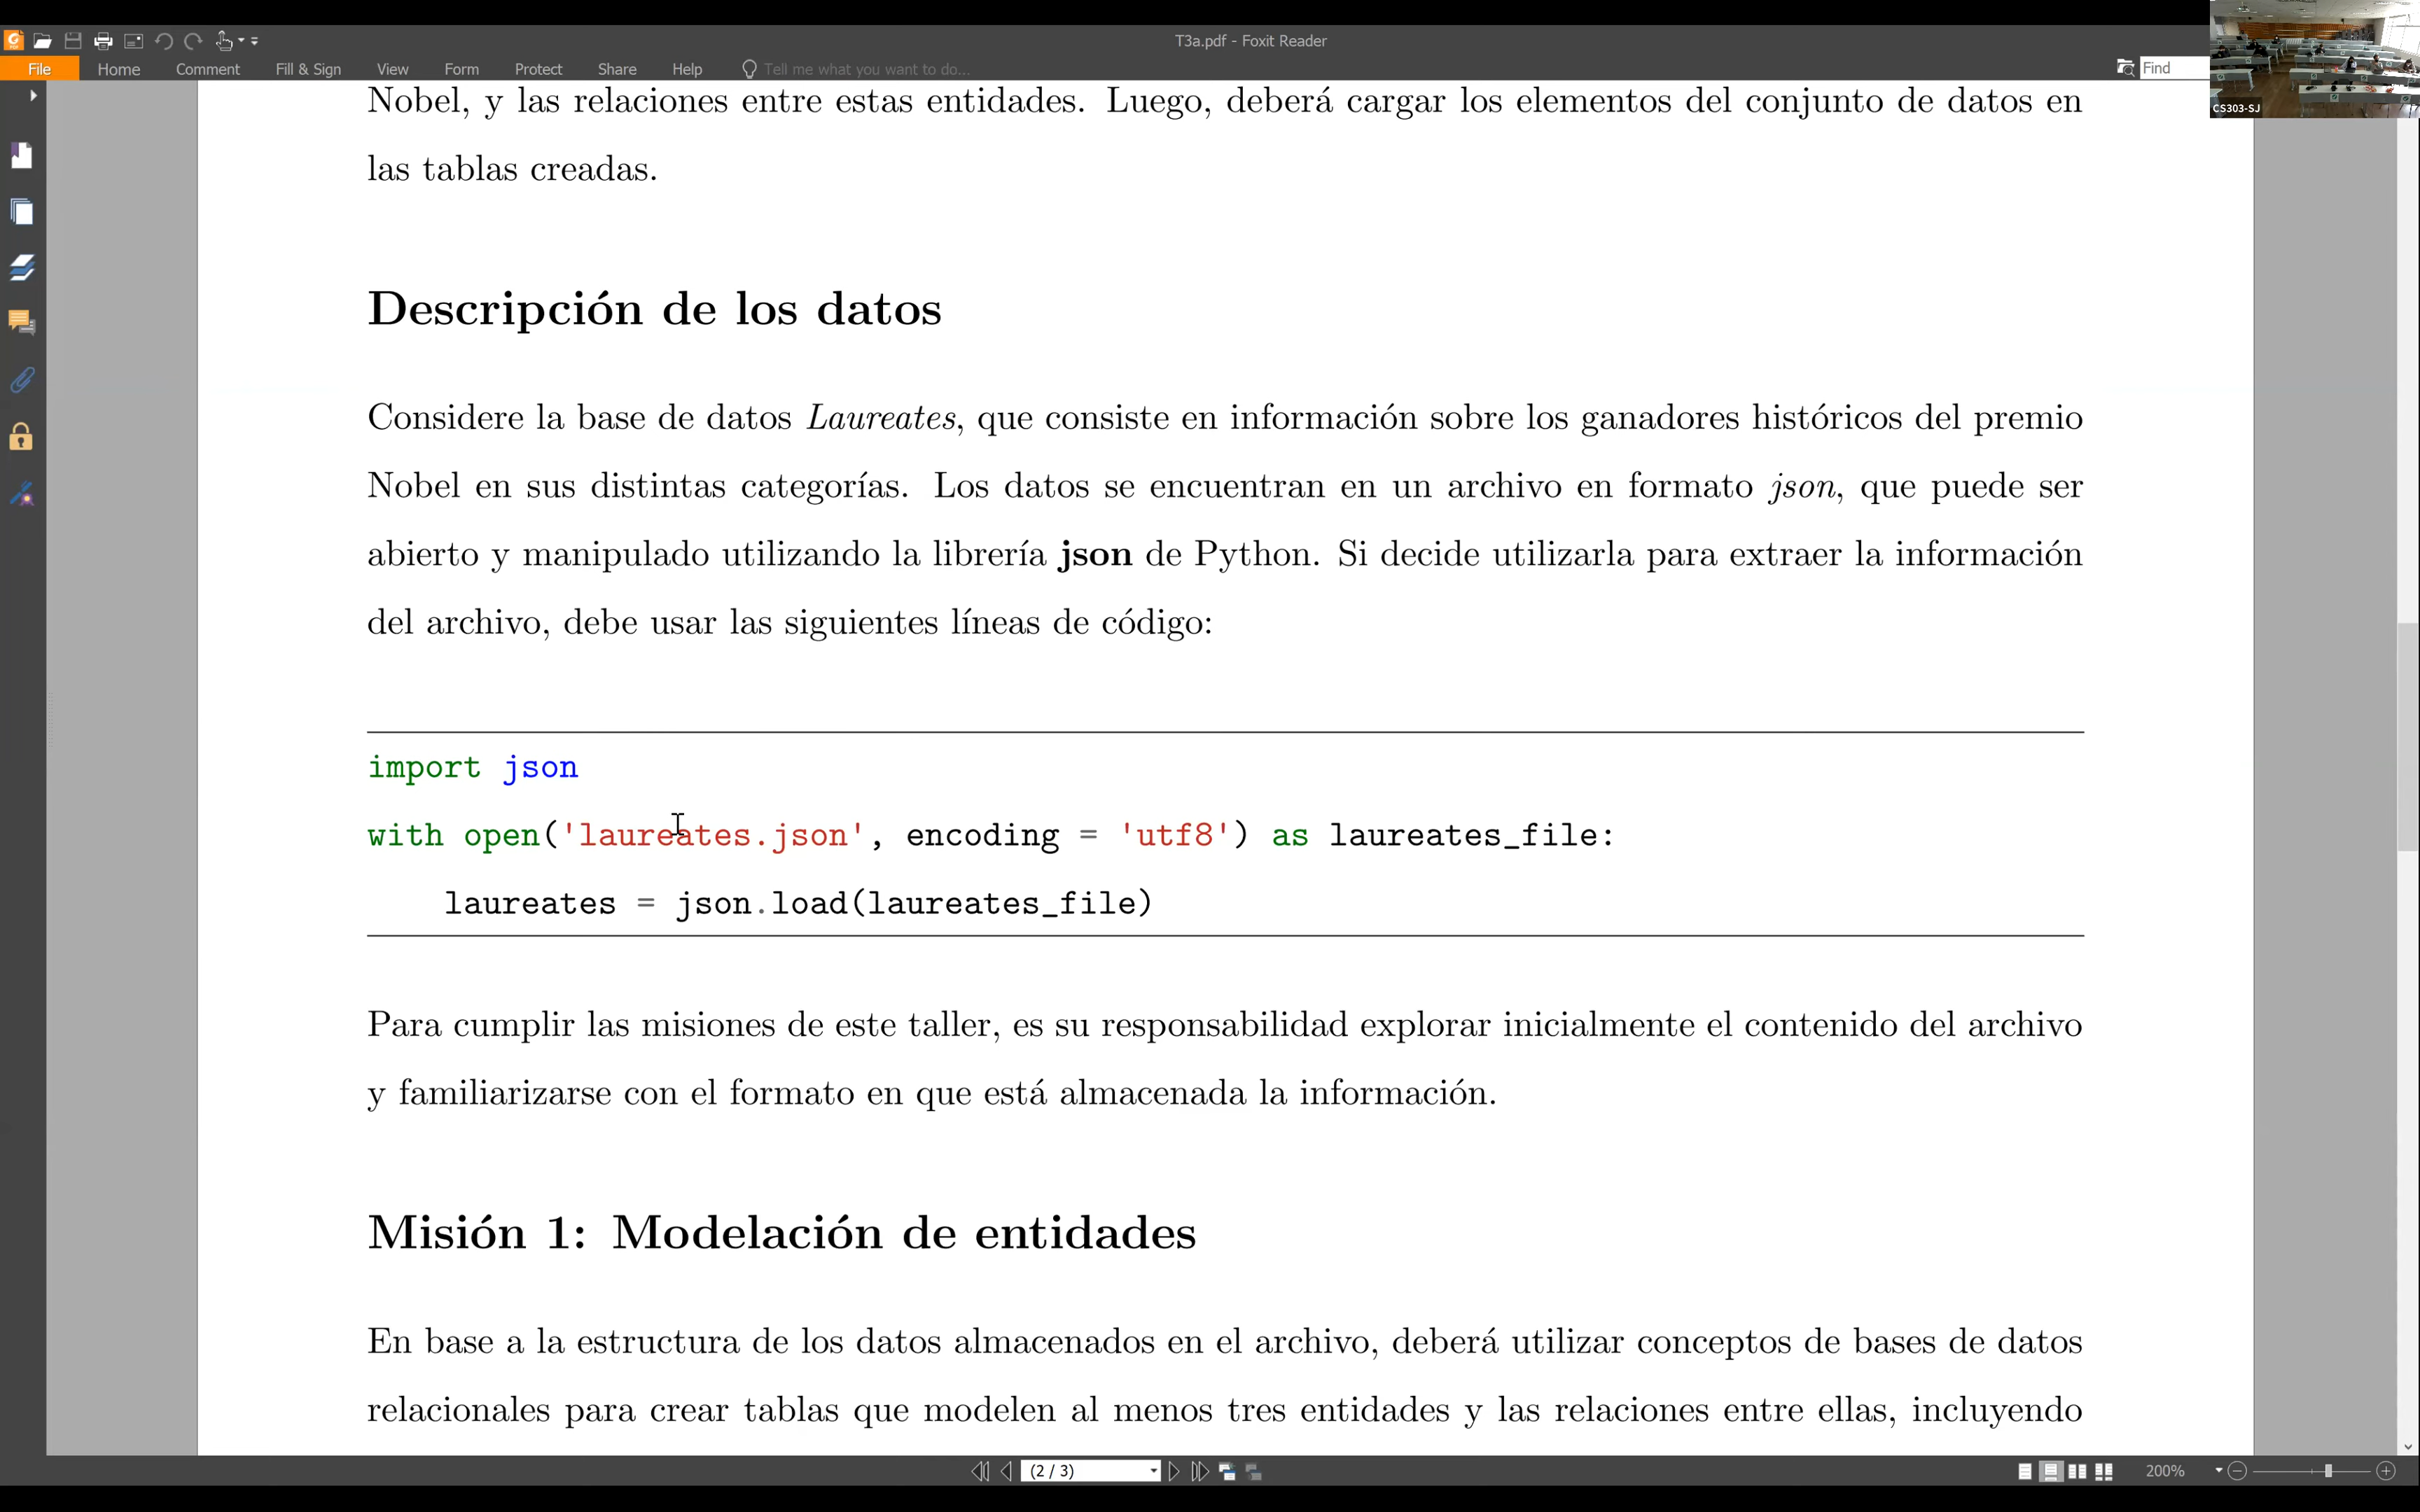 T3a.pdf - Foxit Reader
File Home Comment Fill & Sign View Form Protect Share Help Tell me what you want to do... Find
CS303-SJ
Nobel, y las relaciones entre estas entidades. Luego, deberá cargar los elementos del conjunto de datos en
las tablas creadas.
Descripción de los datos
Considere la base de datos Laureates, que consiste en información sobre los ganadores históricos del premio
Nobel en sus distintas categorías. Los datos se encuentran en un archivo en formato json, que puede ser
abierto y manipulado utilizando la librería json de Python. Si decide utilizarla para extraer la información
del archivo, debe usar las siguientes líneas de código:
import json
with open('laureates.json', encoding = 'utf8') as laureates_file:
    laureates = json.load(laureates_file)
Para cumplir las misiones de este taller, es su responsabilidad explorar inicialmente el contenido del archivo
y familiarizarse con el formato en que está almacenada la información.
Misión 1: Modelación de entidades
En base a la estructura de los datos almacenados en el archivo, deberá utilizar conceptos de bases de datos
relacionales para crear tablas que modelen al menos tres entidades y las relaciones entre ellas, incluyendo
(2 / 3)
200%